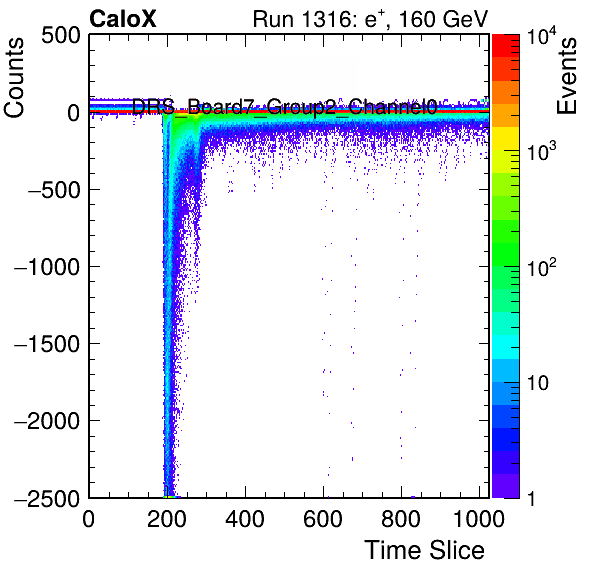 CaloX Run 1316: e⁺, 160 GeV
Counts
Events
DRS_Board7_Group2_Channel0
500
0
−500
−1000
−1500
−2000
−2500
0 200 400 600 800 1000
Time Slice
10⁴
10³
10²
10
1